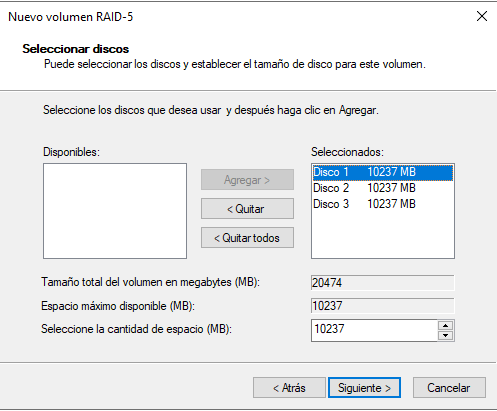 Nuevo volumen RAID-5
Seleccionar discos
Puede seleccionar los discos y establecer el tamaño de disco para este volumen.
Seleccione los discos que desea usar y después haga clic en Agregar.
Disponibles:
Seleccionados:
Agregar >
< Quitar
< Quitar todos
Disco 1 10237 MB
Disco 2 10237 MB
Disco 3 10237 MB
Tamaño total del volumen en megabytes (MB): 20474
Espacio máximo disponible (MB): 10237
Seleccione la cantidad de espacio (MB): 10237
< Atrás Siguiente > Cancelar